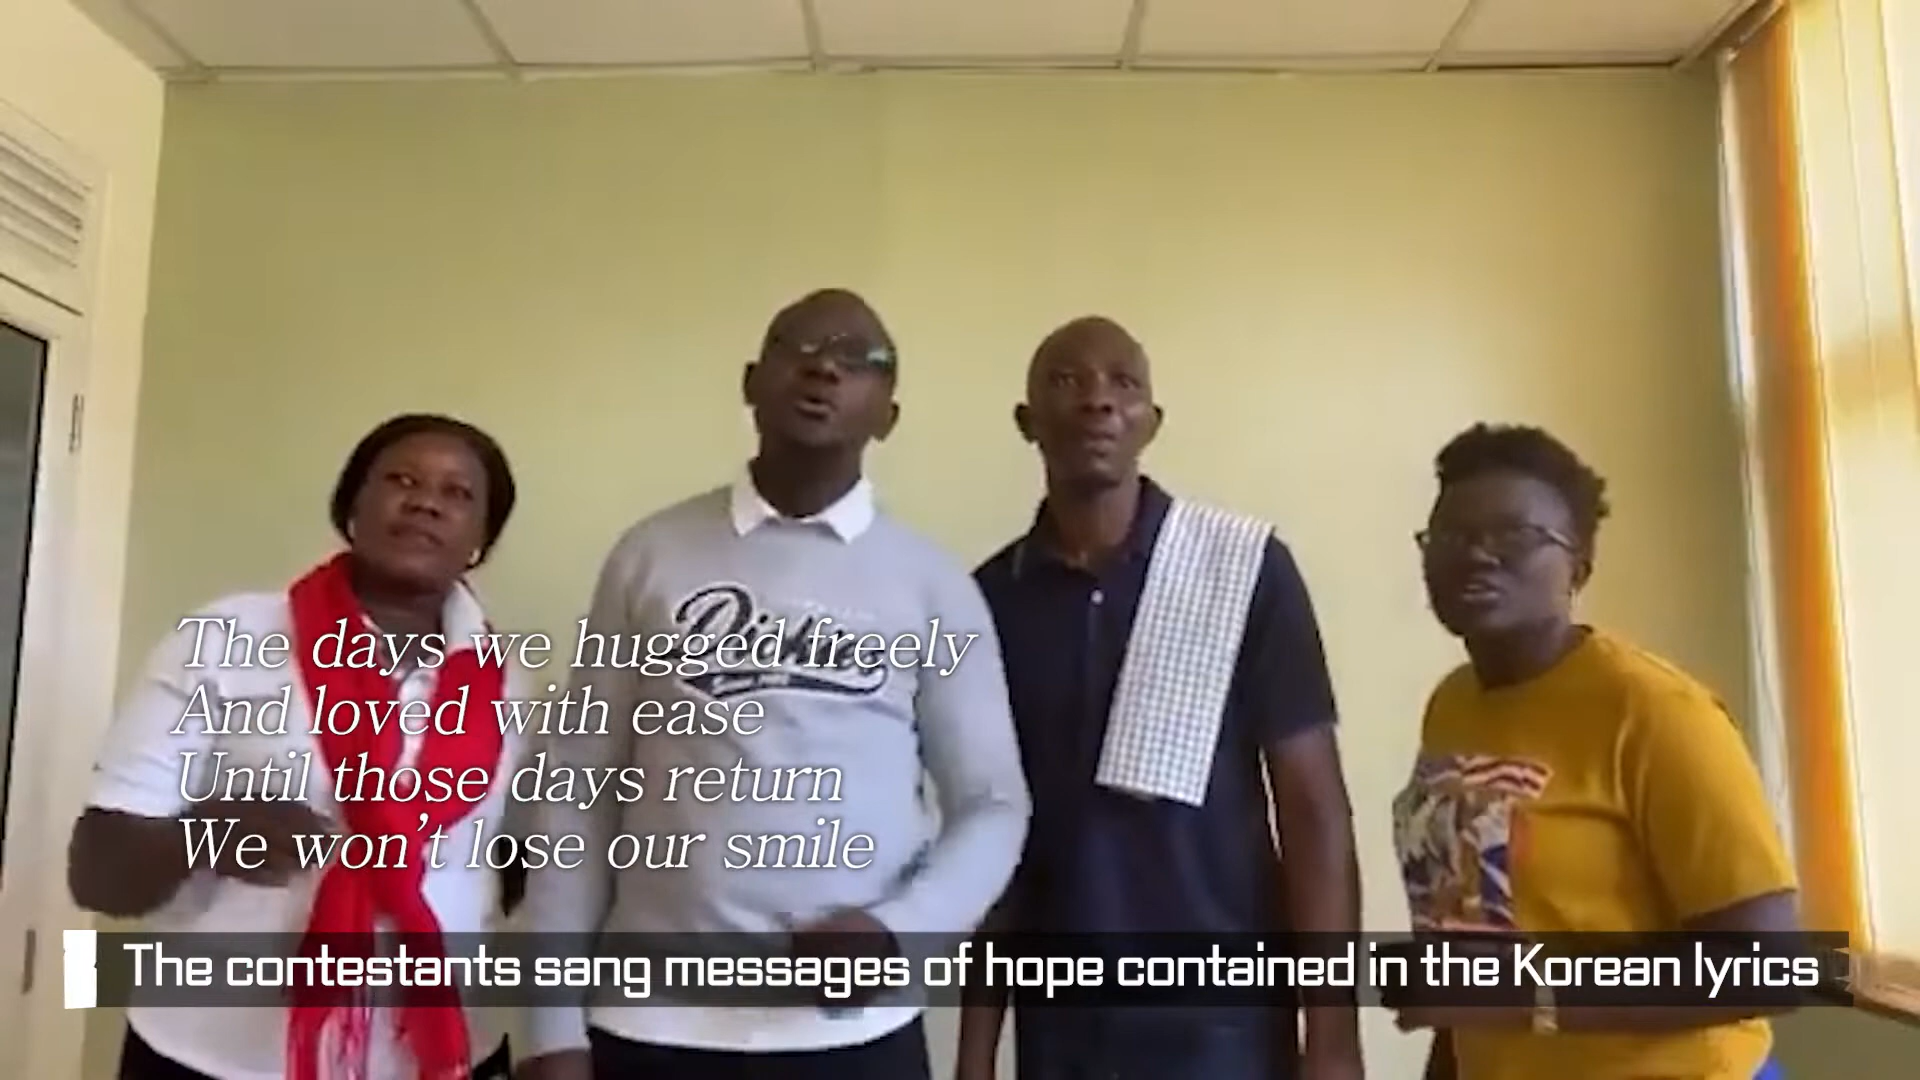 The days we hugged freely
And loved with ease
Until those days return
We won't lose our smile
The contestants sang messages of hope contained in the Korean lyrics